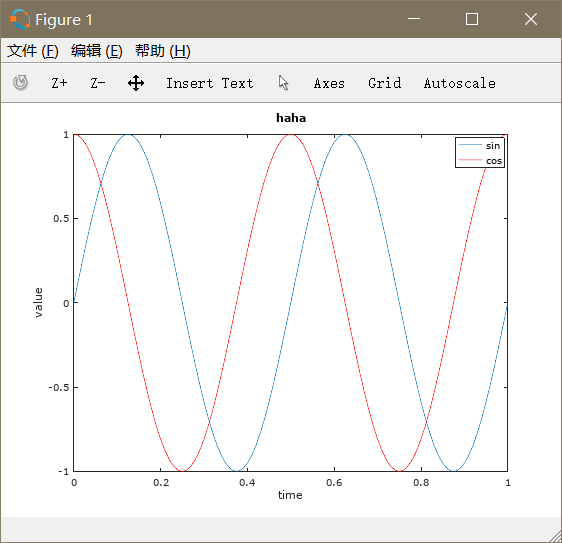 Figure 1
文件 (F) 编辑 (E) 帮助 (H)
Z+ Z- Insert Text Axes Grid Autoscale
haha
sin
cos
1
0.5
0
-0.5
-1
value
0 0.2 0.4 0.6 0.8 1
time